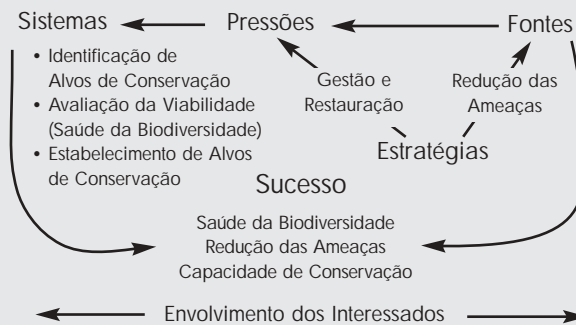 Sistemas Pressões Fontes
• Identificação de
Alvos de Conservação
• Avaliação da Viabilidade
(Saúde da Biodiversidade)
• Estabelecimento de Alvos
de Conservação
Gestão e
Restauração
Redução das
Ameaças
Estratégias
Sucesso
Saúde da Biodiversidade
Redução das Ameaças
Capacidade de Conservação
Envolvimento dos Interessados